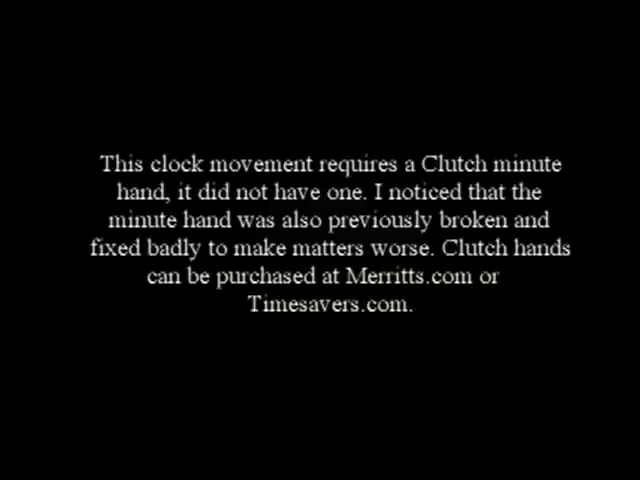 This clock movement requires a Clutch minute
hand, it did not have one. I noticed that the
minute hand was also previously broken and
fixed badly to make matters worse. Clutch hands
can be purchased at Merritts.com or
Timesavers.com.